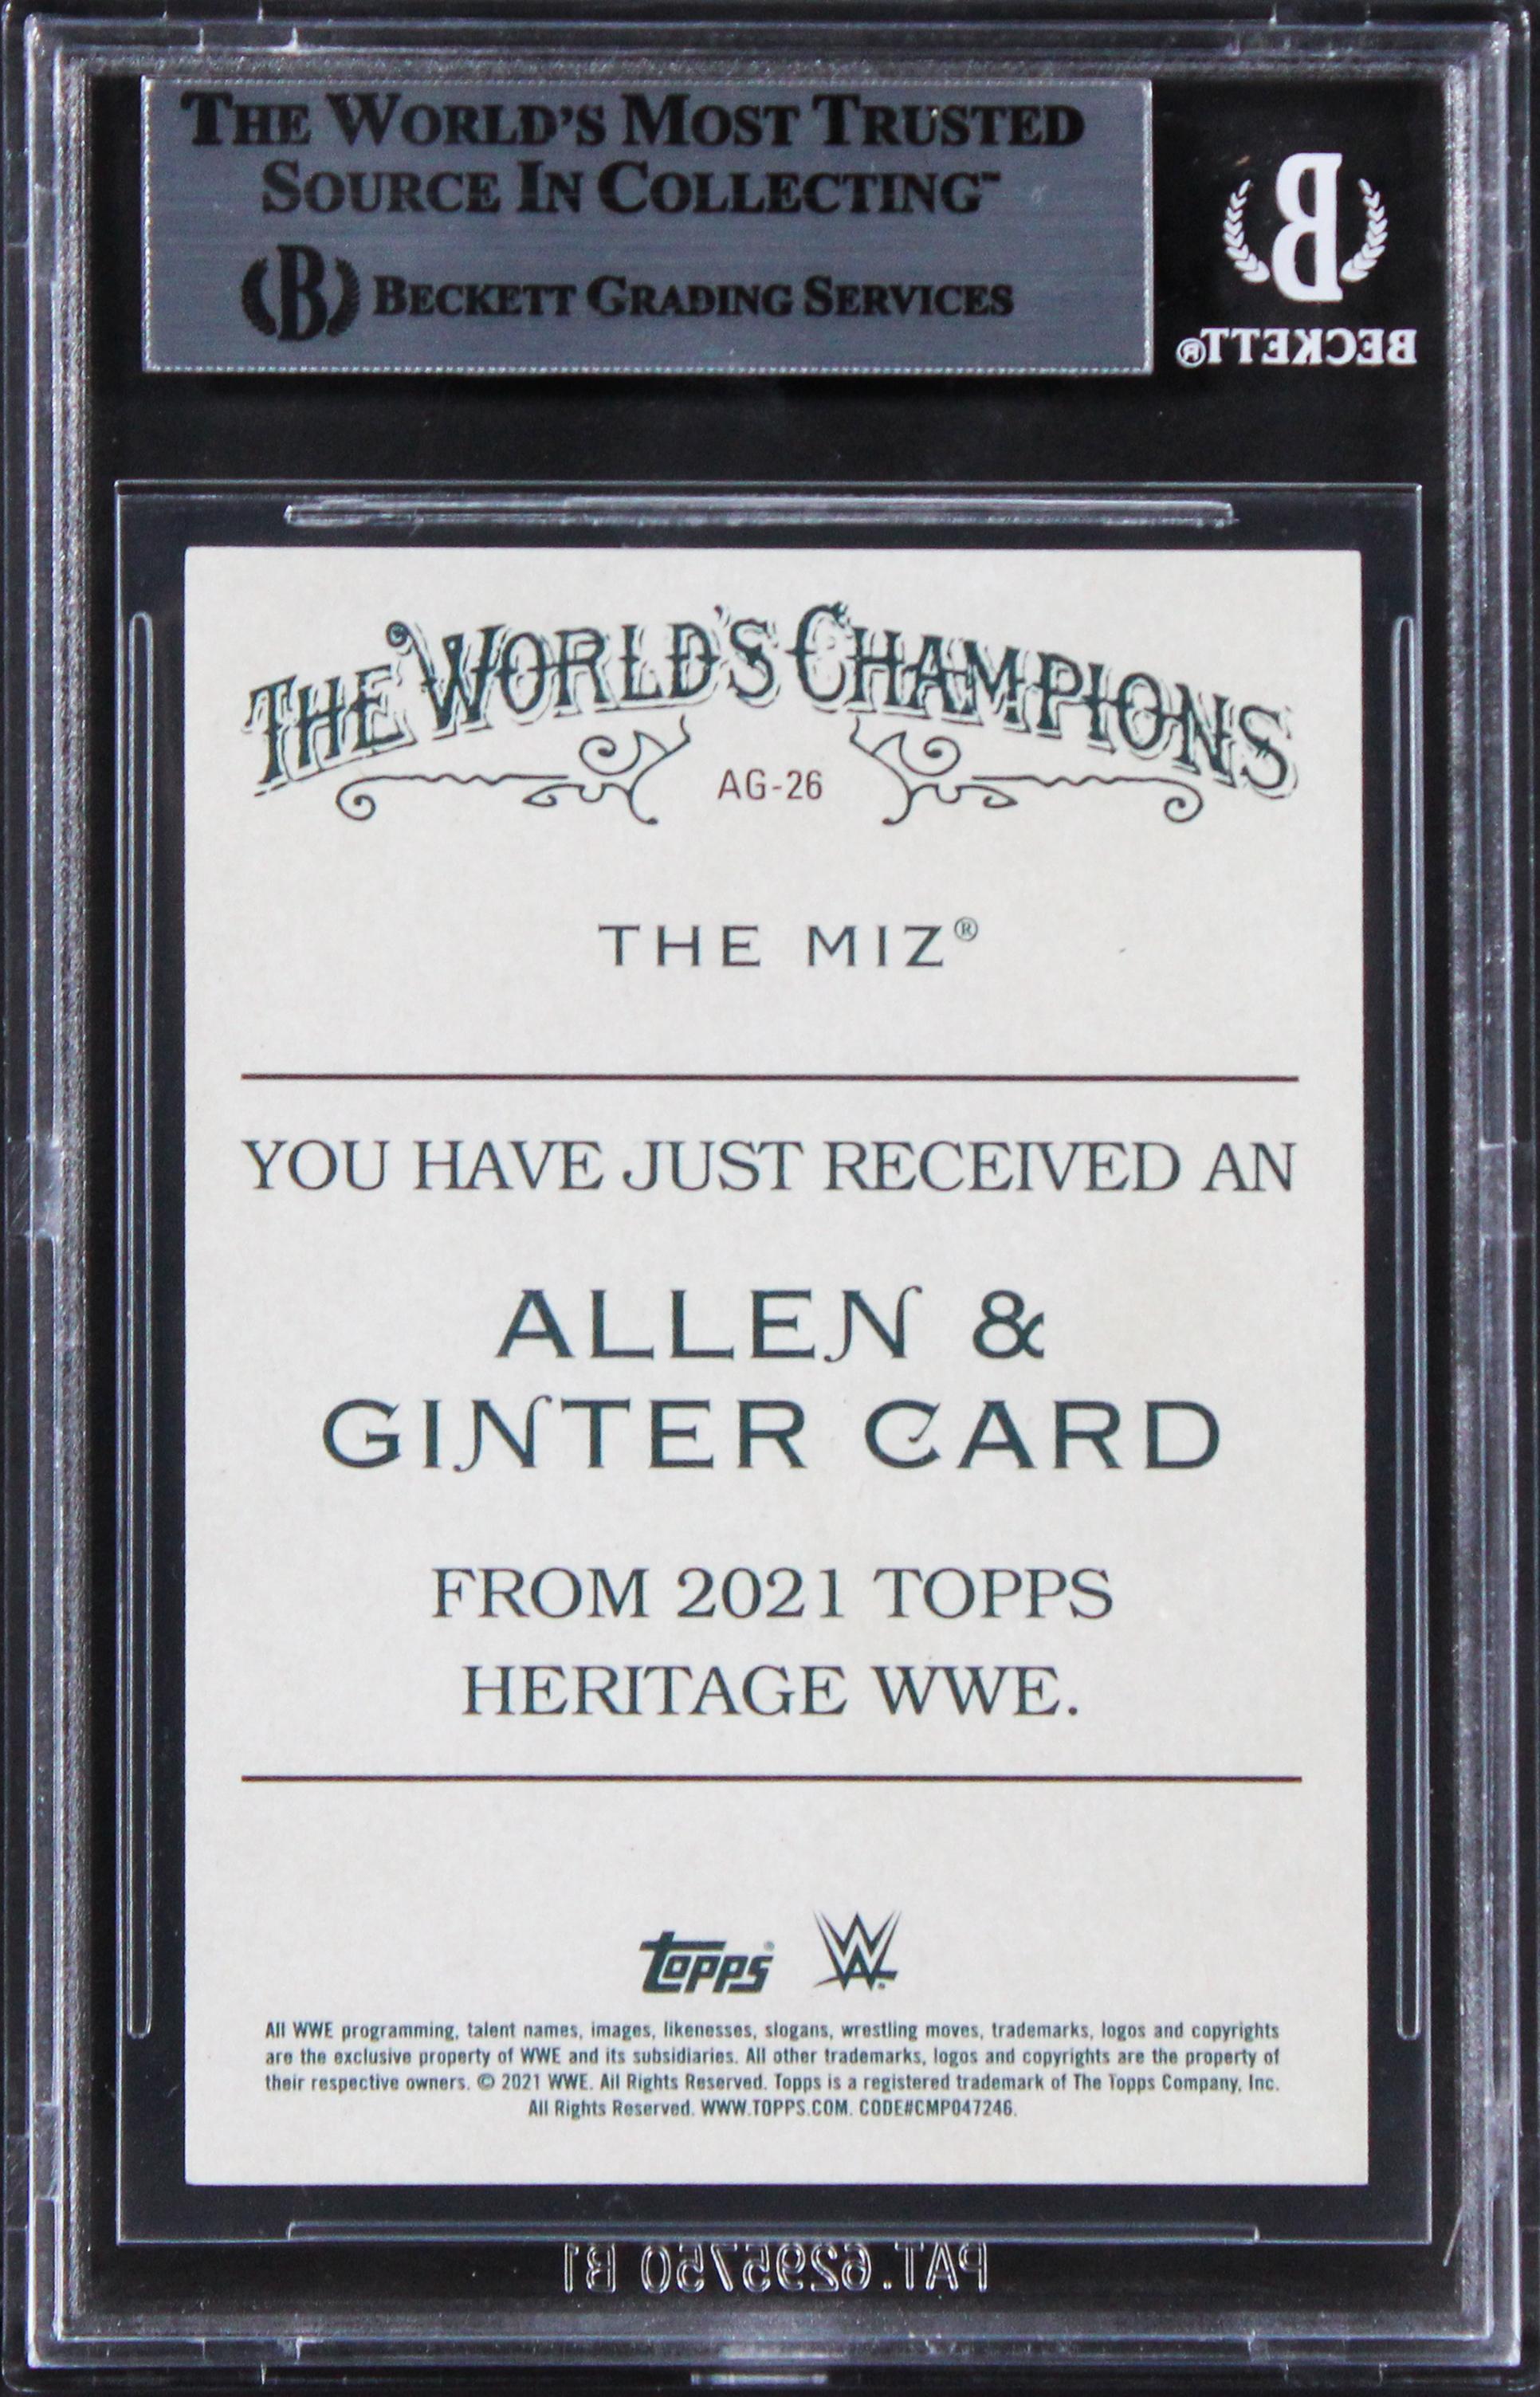 THE WORLD'S MOST TRUSTED
SOURCE IN COLLECTING™
B BECKETT GRADING SERVICES
B
BECKETT®
THE WORLD'S CHAMPIONS
AG-26
THE MIZ®
YOU HAVE JUST RECEIVED AN
ALLEN &
GINTER CARD
FROM 2021 TOPPS
HERITAGE WWE.
topps® W
All WWE programming, talent names, images, likenesses, slogans, wrestling moves, trademarks, logos and copyrights
are the exclusive property of WWE and its subsidiaries. All other trademarks, logos and copyrights are the property of
their respective owners. © 2021 WWE. All Rights Reserved. Topps is a registered trademark of The Topps Company, Inc.
All Rights Reserved. WWW.TOPPS.COM. CODE#CMP047246.
PAT. 6295750 B1